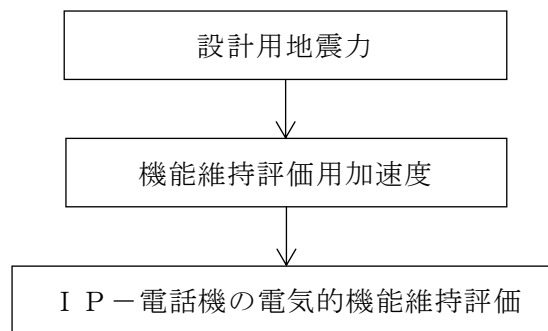 設計用地震力
機能維持評価用加速度
ＩＰ－電話機の電気的機能維持評価